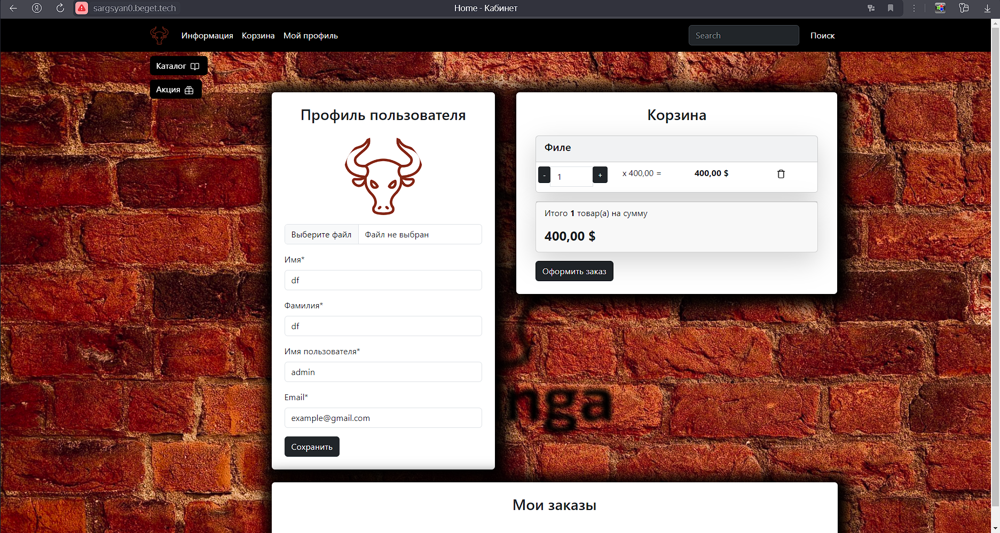 sargsyan0.beget.tech
Home - Кабинет
Информация Корзина Мой профиль
Search
Поиск
Каталог
Акция
Профиль пользователя
Выберите файл Файл не выбран
Имя*
df
Фамилия*
df
Имя пользователя*
admin
Email*
example@gmail.com
Сохранить
Корзина
Филе
- 1 + x 400,00 = 400,00 $
Итого 1 товар(а) на сумму
400,00 $
Оформить заказ
nga
Мои заказы